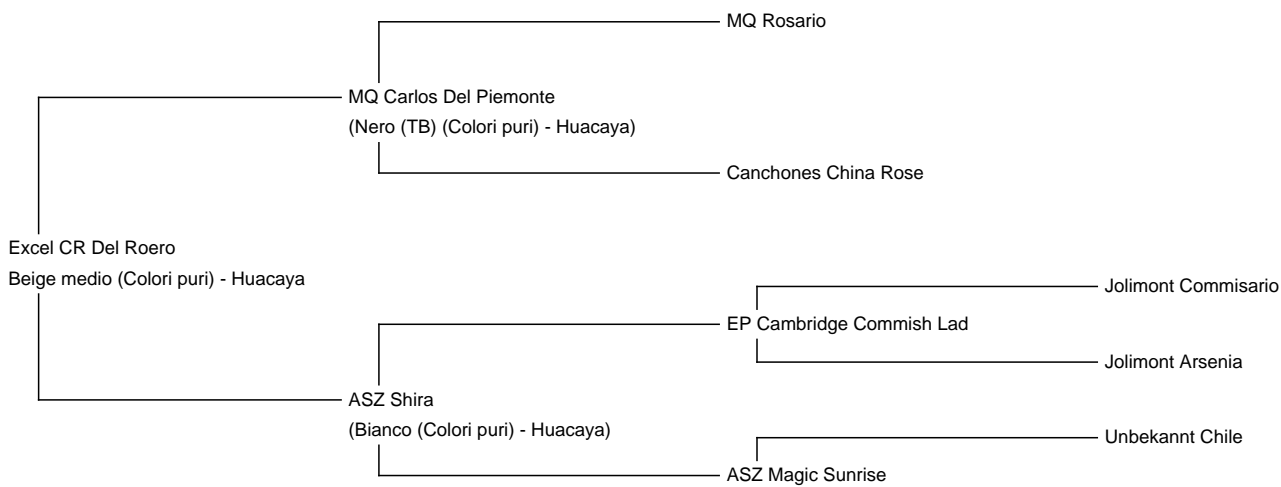 MQ Rosario
MQ Carlos Del Piemonte
(Nero (TB) (Colori puri) - Huacaya)
Canchones China Rose
Excel CR Del Roero
Beige medio (Colori puri) - Huacaya
Jolimont Commisario
EP Cambridge Commish Lad
Jolimont Arsenia
ASZ Shira
(Bianco (Colori puri) - Huacaya)
Unbekannt Chile
ASZ Magic Sunrise